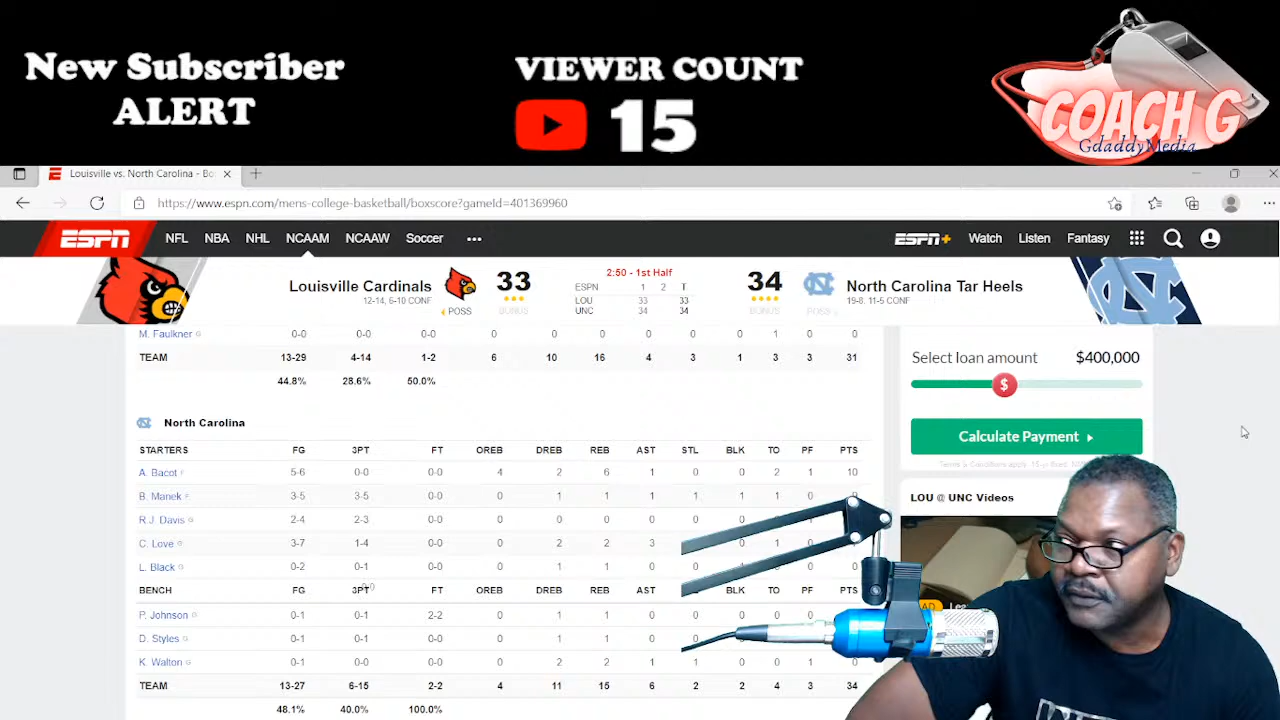 New Subscriber
ALERT
VIEWER COUNT
15
COACH G
GdaddyMedia
Louisville vs. North Carolina - Bo
https://www.espn.com/mens-college-basketball/boxscore?gameId=401369960
ESPN NFL NBA NHL NCAAM NCAAW Soccer ... ESPN+ Watch Listen Fantasy
Louisville Cardinals 33 2:50 - 1st Half 34 North Carolina Tar Heels
12-14, 6-10 CONF POSS BONUS BONUS POSS 19-8, 11-5 CONF
ESPN 1 2 T
LOU 33 33
UNC 34 34
M. Faulkner G 0-0 0-0 0-0 0 0 0 0 0 0 1 0 0
TEAM 13-29 4-14 1-2 6 10 16 4 3 1 3 3 31
44.8% 28.6% 50.0%
North Carolina
STARTERS FG 3PT FT OREB DREB REB AST STL BLK TO PF PTS
A. Bacot F 5-6 0-0 0-0 4 2 6 1 0 0 2 1 10
B. Manek F 3-5 3-5 0-0 0 1 1 1 1 1 1 0
R.J. Davis G 2-4 2-3 0-0 0 0 0 0 0
C. Love G 3-7 1-4 0-0 0 2 2 3 1 0
L. Black G 0-2 0-1 0-0 0 1 1 1
BENCH FG 3PT FT OREB DREB REB AST STL BLK TO PF PTS
P. Johnson G 0-1 0-1 2-2 0 1 1 0 0
D. Styles G 0-1 0-1 0-0 0 1 1 0
K. Walton G 0-1 0-0 0-0 0 2 2 1 1 0 0 1 0
TEAM 13-27 6-15 2-2 4 11 15 6 2 2 4 3 34
48.1% 40.0% 100.0%
Select loan amount $400,000
$
Calculate Payment
LOU @ UNC Videos
AD